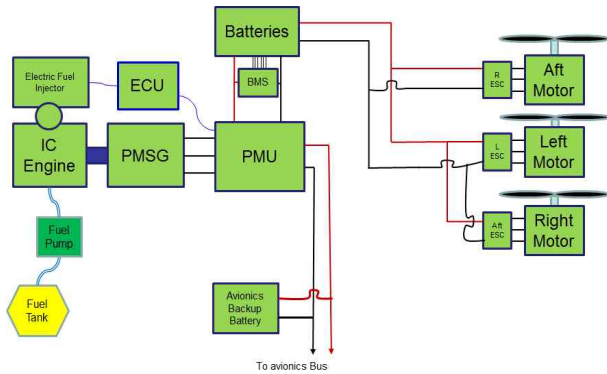 Batteries
Electric Fuel
Injector
ECU
BMS
R
ESC
Aft
Motor
IC
Engine
PMSG
PMU
L
ESC
Left
Motor
Fuel
Pump
Aft
ESC
Right
Motor
Fuel
Tank
Avionics
Backup
Battery
To avionics Bus